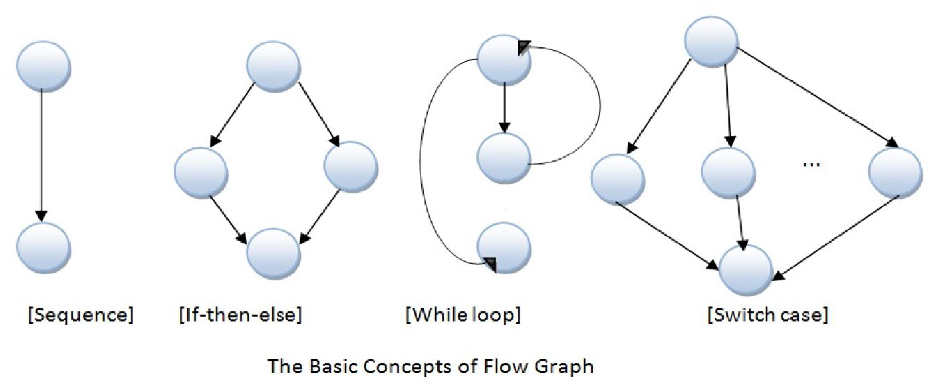 ...
[Sequence] [If-then-else] [While loop] [Switch case]
The Basic Concepts of Flow Graph